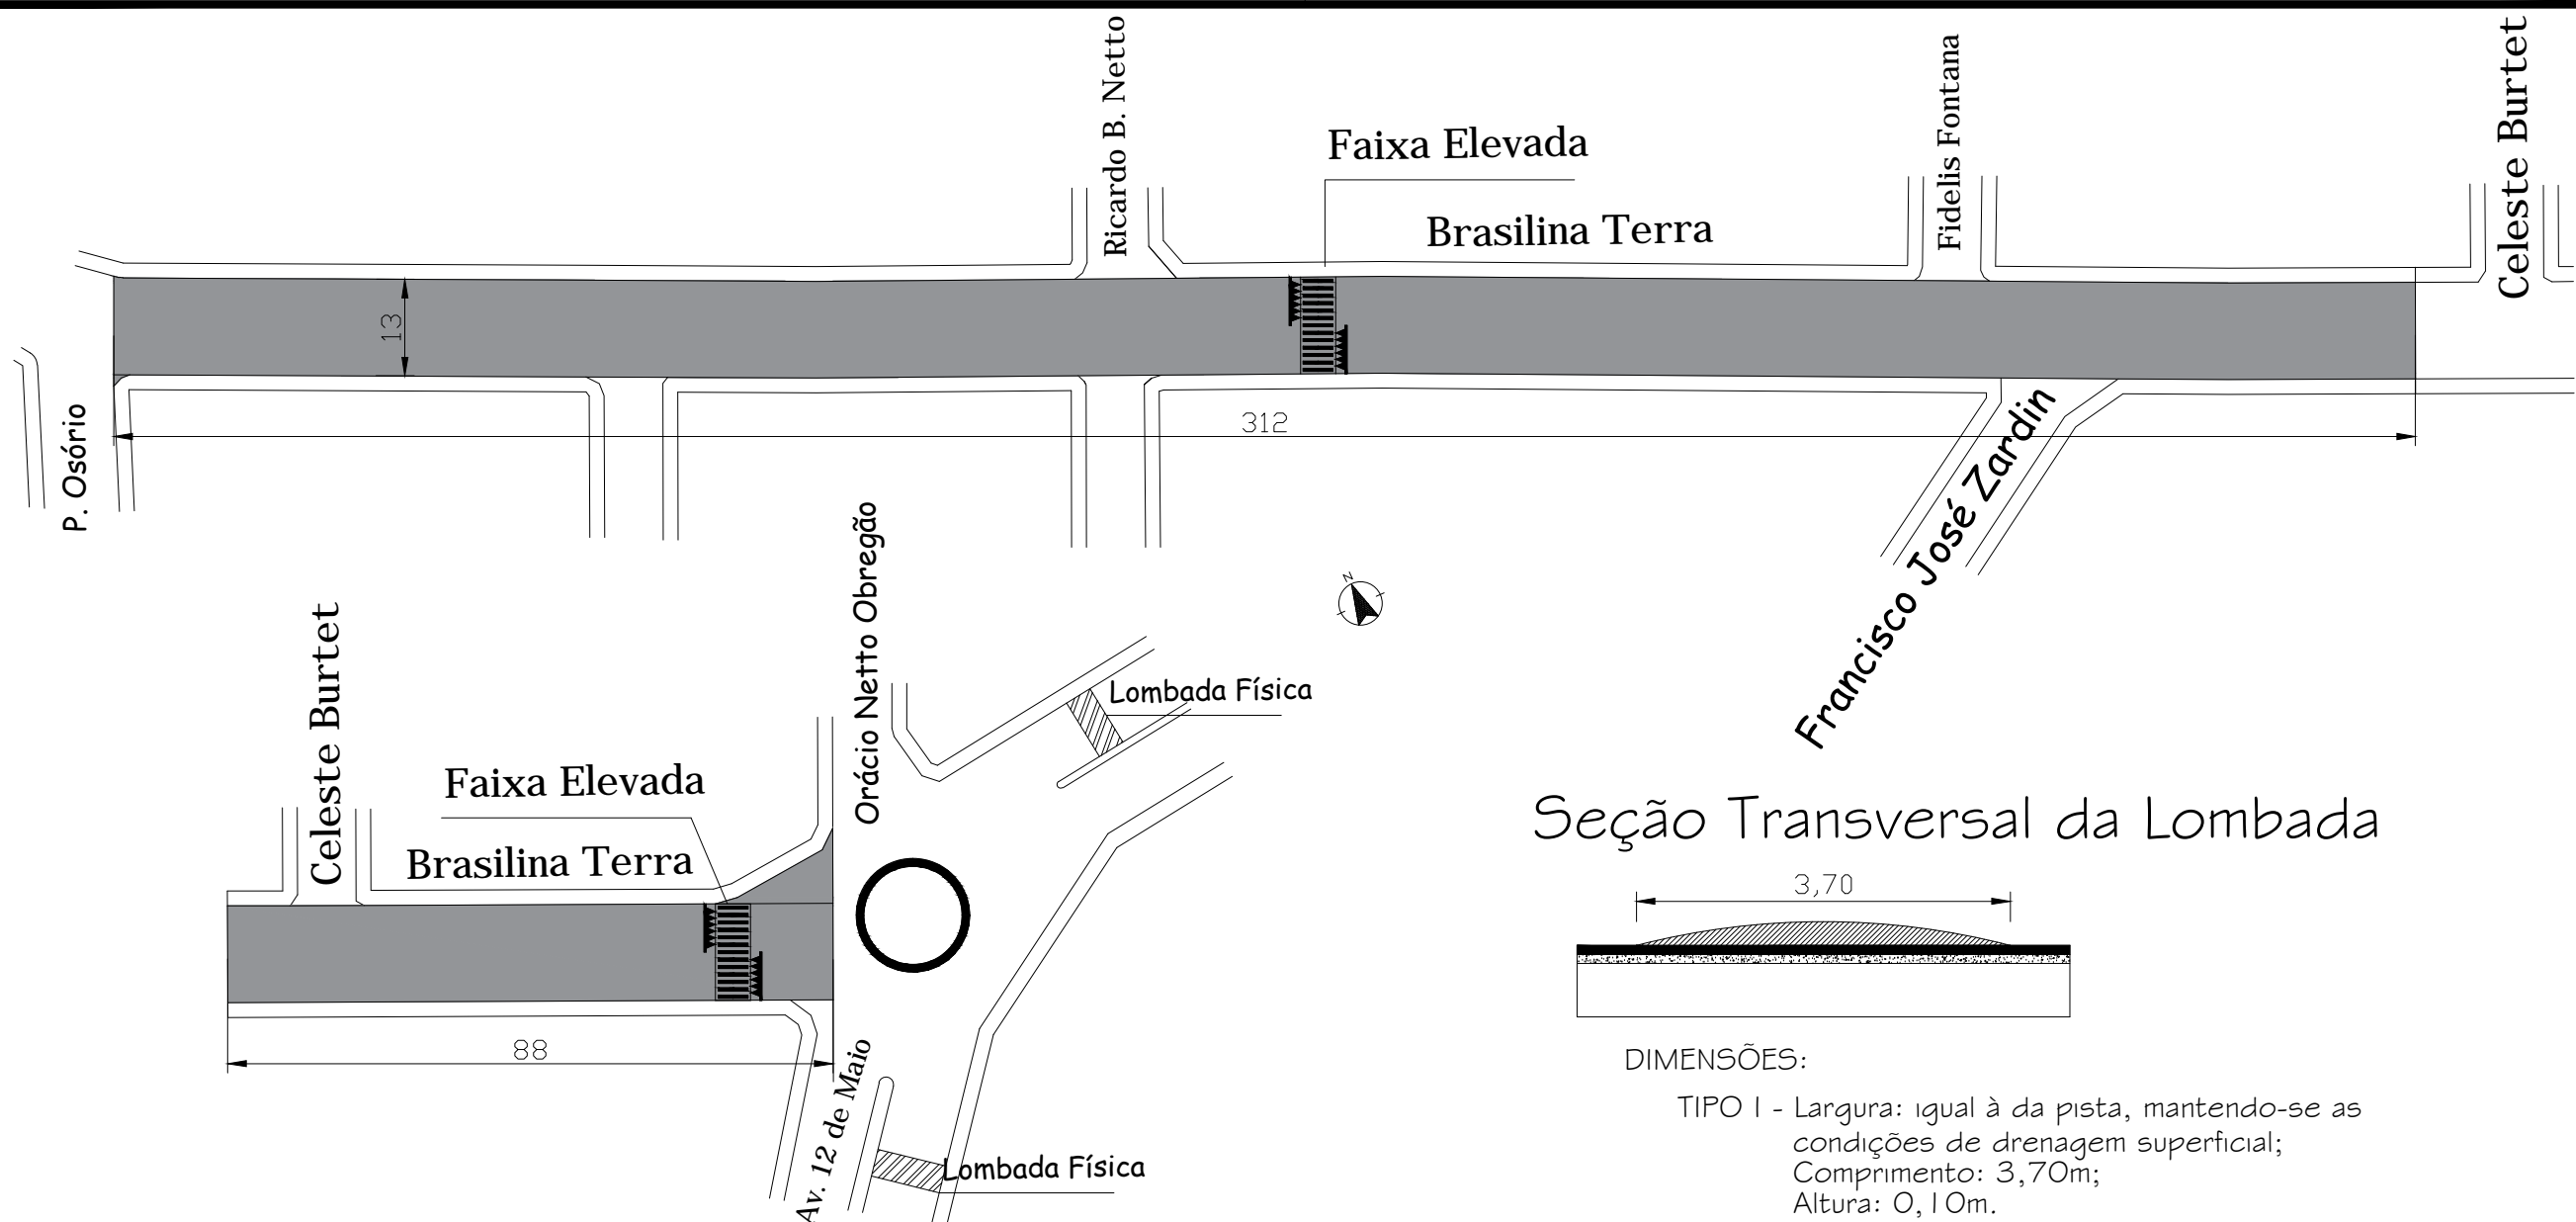 Ricardo B. Netto
Fidelis Fontana
Celeste Burtet
Faixa Elevada
Brasilina Terra
13
312
P. Osório
Francisco José Zardin
Orácio Netto Obregão
N
Celeste Burtet
Lombada Física
Faixa Elevada
Brasilina Terra
88
Av. 12 de Maio
Lombada Física
Seção Transversal da Lombada
3,70
DIMENSÕES:
TIPO I - Largura: igual à da pista, mantendo-se as
condições de drenagem superficial;
Comprimento: 3,70m;
Altura: 0,10m.